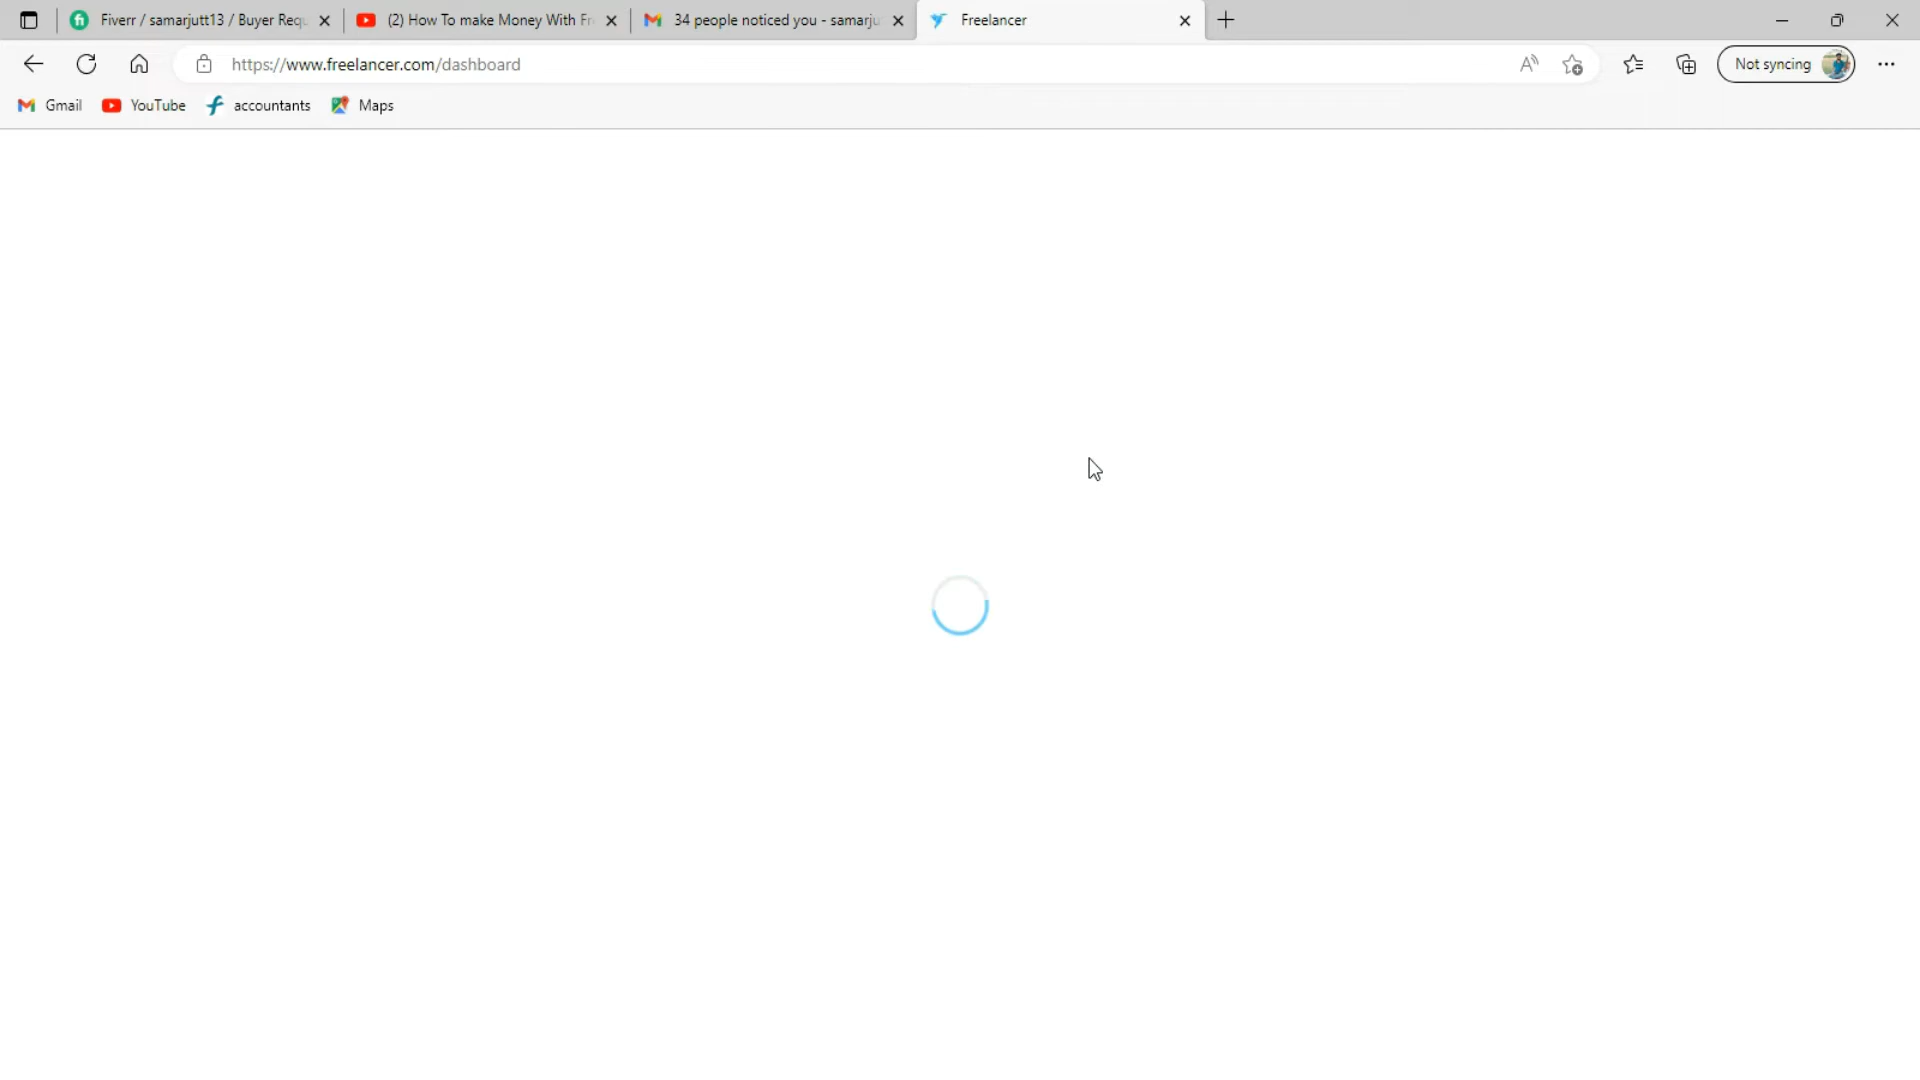 Fiverr / samarjutt13 / Buyer Requ
(2) How To make Money With Fr
34 people noticed you - samarju
Freelancer
https://www.freelancer.com/dashboard
Not syncing
Gmail
YouTube
accountants
Maps